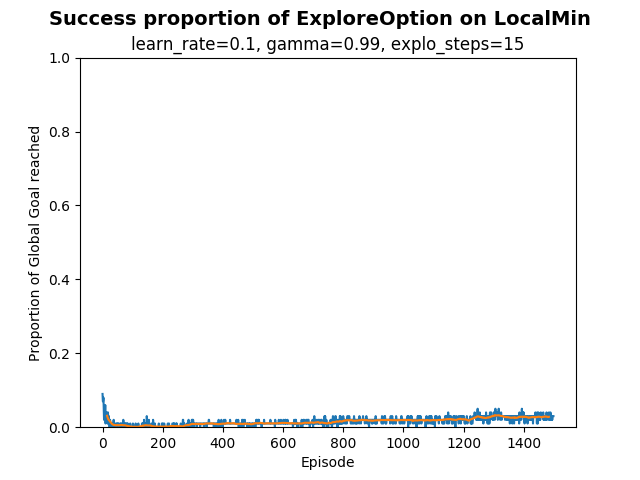 Success proportion of ExploreOption on LocalMin
learn_rate=0.1, gamma=0.99, explo_steps=15
Proportion of Global Goal reached
1.0
0.8
0.6
0.4
0.2
0.0
0 200 400 600 800 1000 1200 1400
Episode